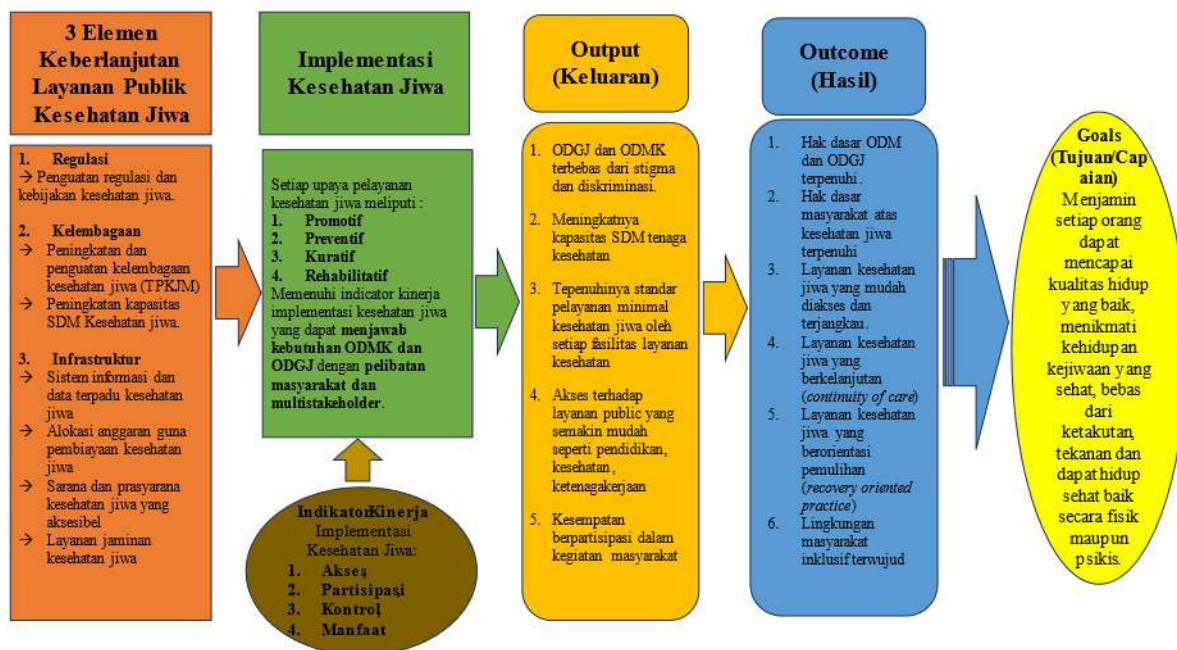 3 Elemen
Keberlanjutan
Layanan Publik
Kesehatan Jiwa
1. Regulasi
→ Penguatan regulasi dan
kebijakan kesehatan jiwa.
2. Kelembagaan
→ Peningkatan dan
penguatan kelembagaan
kesehatan jiwa (TPKJM)
→ Peningkatan kapasitas
SDM Kesehatan jiwa.
3. Infrastruktur
→ Sistem informasi dan
data terpadu kesehatan
jiwa
→ Alokasi anggaran guna
pembiayaan kesehatan
jiwa
→ Sarana dan prasyarana
kesehatan jiwa yang
aksesibel
→ Layanan jaminan
kesehatan jiwa
Implementasi
Kesehatan Jiwa
Setiap upaya pelayanan
kesehatan jiwa meliputi :
1. Promotif
2. Preventif
3. Kuratif
4. Rehabilitatif
Memenuhi indicator kinerja
implementasi kesehatan jiwa
yang dapat menjawab
kebutuhan ODMK dan
ODGJ dengan pelibatan
masyarakat dan
multistakeholder.
Indikator Kinerja
Implementasi
Kesehatan Jiwa:
1. Akses,
2. Partisipasi,
3. Kontrol,
4. Manfaat
Output
(Keluaran)
1. ODGJ dan ODMK
terbebas dari stigma
dan diskriminasi.
2. Meningkatnya
kapasitas SDM tenaga
kesehatan
3. Tepenuhinya standar
pelayanan minimal
kesehatan jiwa oleh
setiap fasilitas layanan
kesehatan
4. Akses terhadap
layanan public yang
semakin mudah
seperti pendidikan,
kesehatan,
ketenagakerjaan
5. Kesempatan
berpartisipasi dalam
kegiatan masyarakat
Outcome
(Hasil)
1. Hak dasar ODM
dan ODGJ
terpenuhi.
2. Hak dasar
masyarakat atas
kesehatan jiwa
terpenuhi
3. Layanan kesehatan
jiwa yang mudah
diakses dan
terjangkau.
4. Layanan kesehatan
jiwa yang
berkelanjutan
(continuity of care)
5. Layanan kesehatan
jiwa yang
berorientasi
pemulihan
(recovery oriented
practice)
6. Lingkungan
masyarakat
inklusif terwujud
Goals
(Tujuan/Cap
aian)
Menjamin
setiap orang
dapat
mencapai
kualitas hidup
yang baik,
menikmati
kehidupan
kejiwaan yang
sehat, bebas
dari
ketakutan,
tekanan dan
dapat hidup
sehat baik
secara fisik
maupun
psikis.